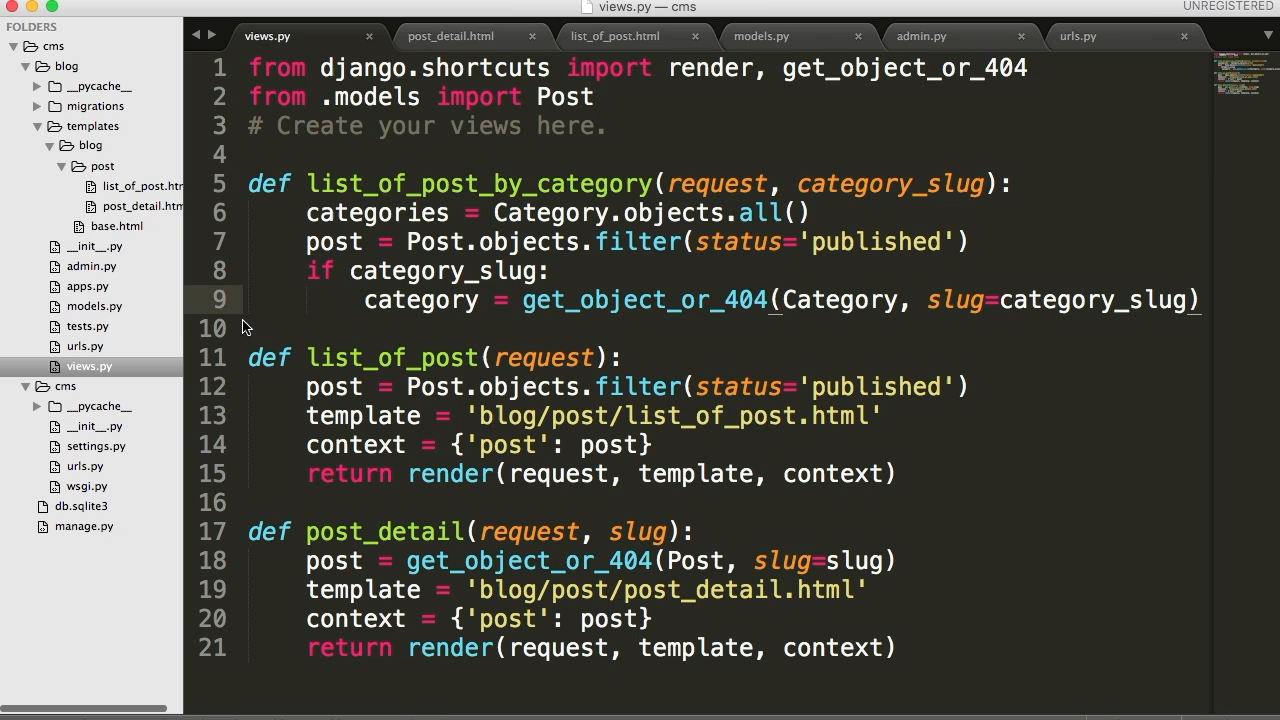 views.py — cms
UNREGISTERED
FOLDERS
cms
blog
__pycache__
migrations
templates
blog
post
list_of_post.htm
post_detail.htm
base.html
__init__.py
admin.py
apps.py
models.py
tests.py
urls.py
views.py
cms
__pycache__
__init__.py
settings.py
urls.py
wsgi.py
db.sqlite3
manage.py
views.py × post_detail.html × list_of_post.html × models.py × admin.py × urls.py ×
1 from django.shortcuts import render, get_object_or_404
2 from .models import Post
3 # Create your views here.
4
5 def list_of_post_by_category(request, category_slug):
6     categories = Category.objects.all()
7     post = Post.objects.filter(status='published')
8     if category_slug:
9         category = get_object_or_404(Category, slug=category_slug)
10
11 def list_of_post(request):
12     post = Post.objects.filter(status='published')
13     template = 'blog/post/list_of_post.html'
14     context = {'post': post}
15     return render(request, template, context)
16
17 def post_detail(request, slug):
18     post = get_object_or_404(Post, slug=slug)
19     template = 'blog/post/post_detail.html'
20     context = {'post': post}
21     return render(request, template, context)